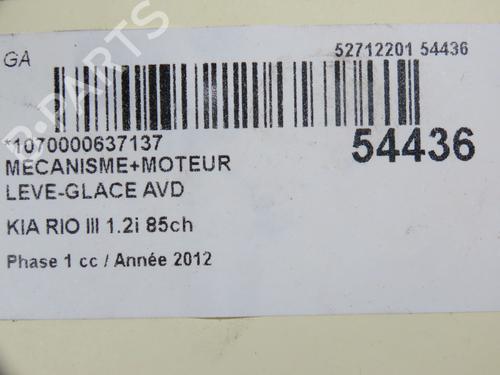 GA
52712201 54436
*1070000637137
54436
MECANISME+MOTEUR
LEVE-GLACE AVD
KIA RIO III 1.2i 85ch
Phase 1 cc / Année 2012
B-PARTS